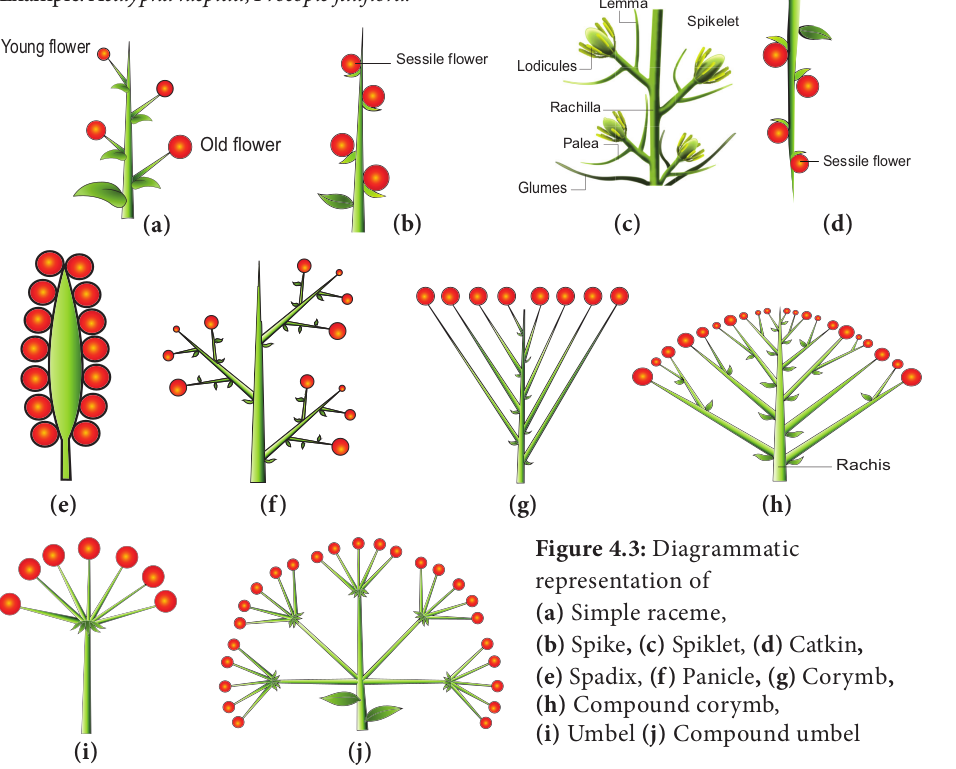 Young flower
Old flower
(a)
Sessile flower
(b)
Lemma
Spikelet
Lodicules
Rachilla
Palea
Glumes
(c)
Sessile flower
(d)
(e)
(f)
(g)
Rachis
(h)
(i)
(j)
Figure 4.3: Diagrammatic
representation of
(a) Simple raceme,
(b) Spike, (c) Spiklet, (d) Catkin,
(e) Spadix, (f) Panicle, (g) Corymb,
(h) Compound corymb,
(i) Umbel (j) Compound umbel